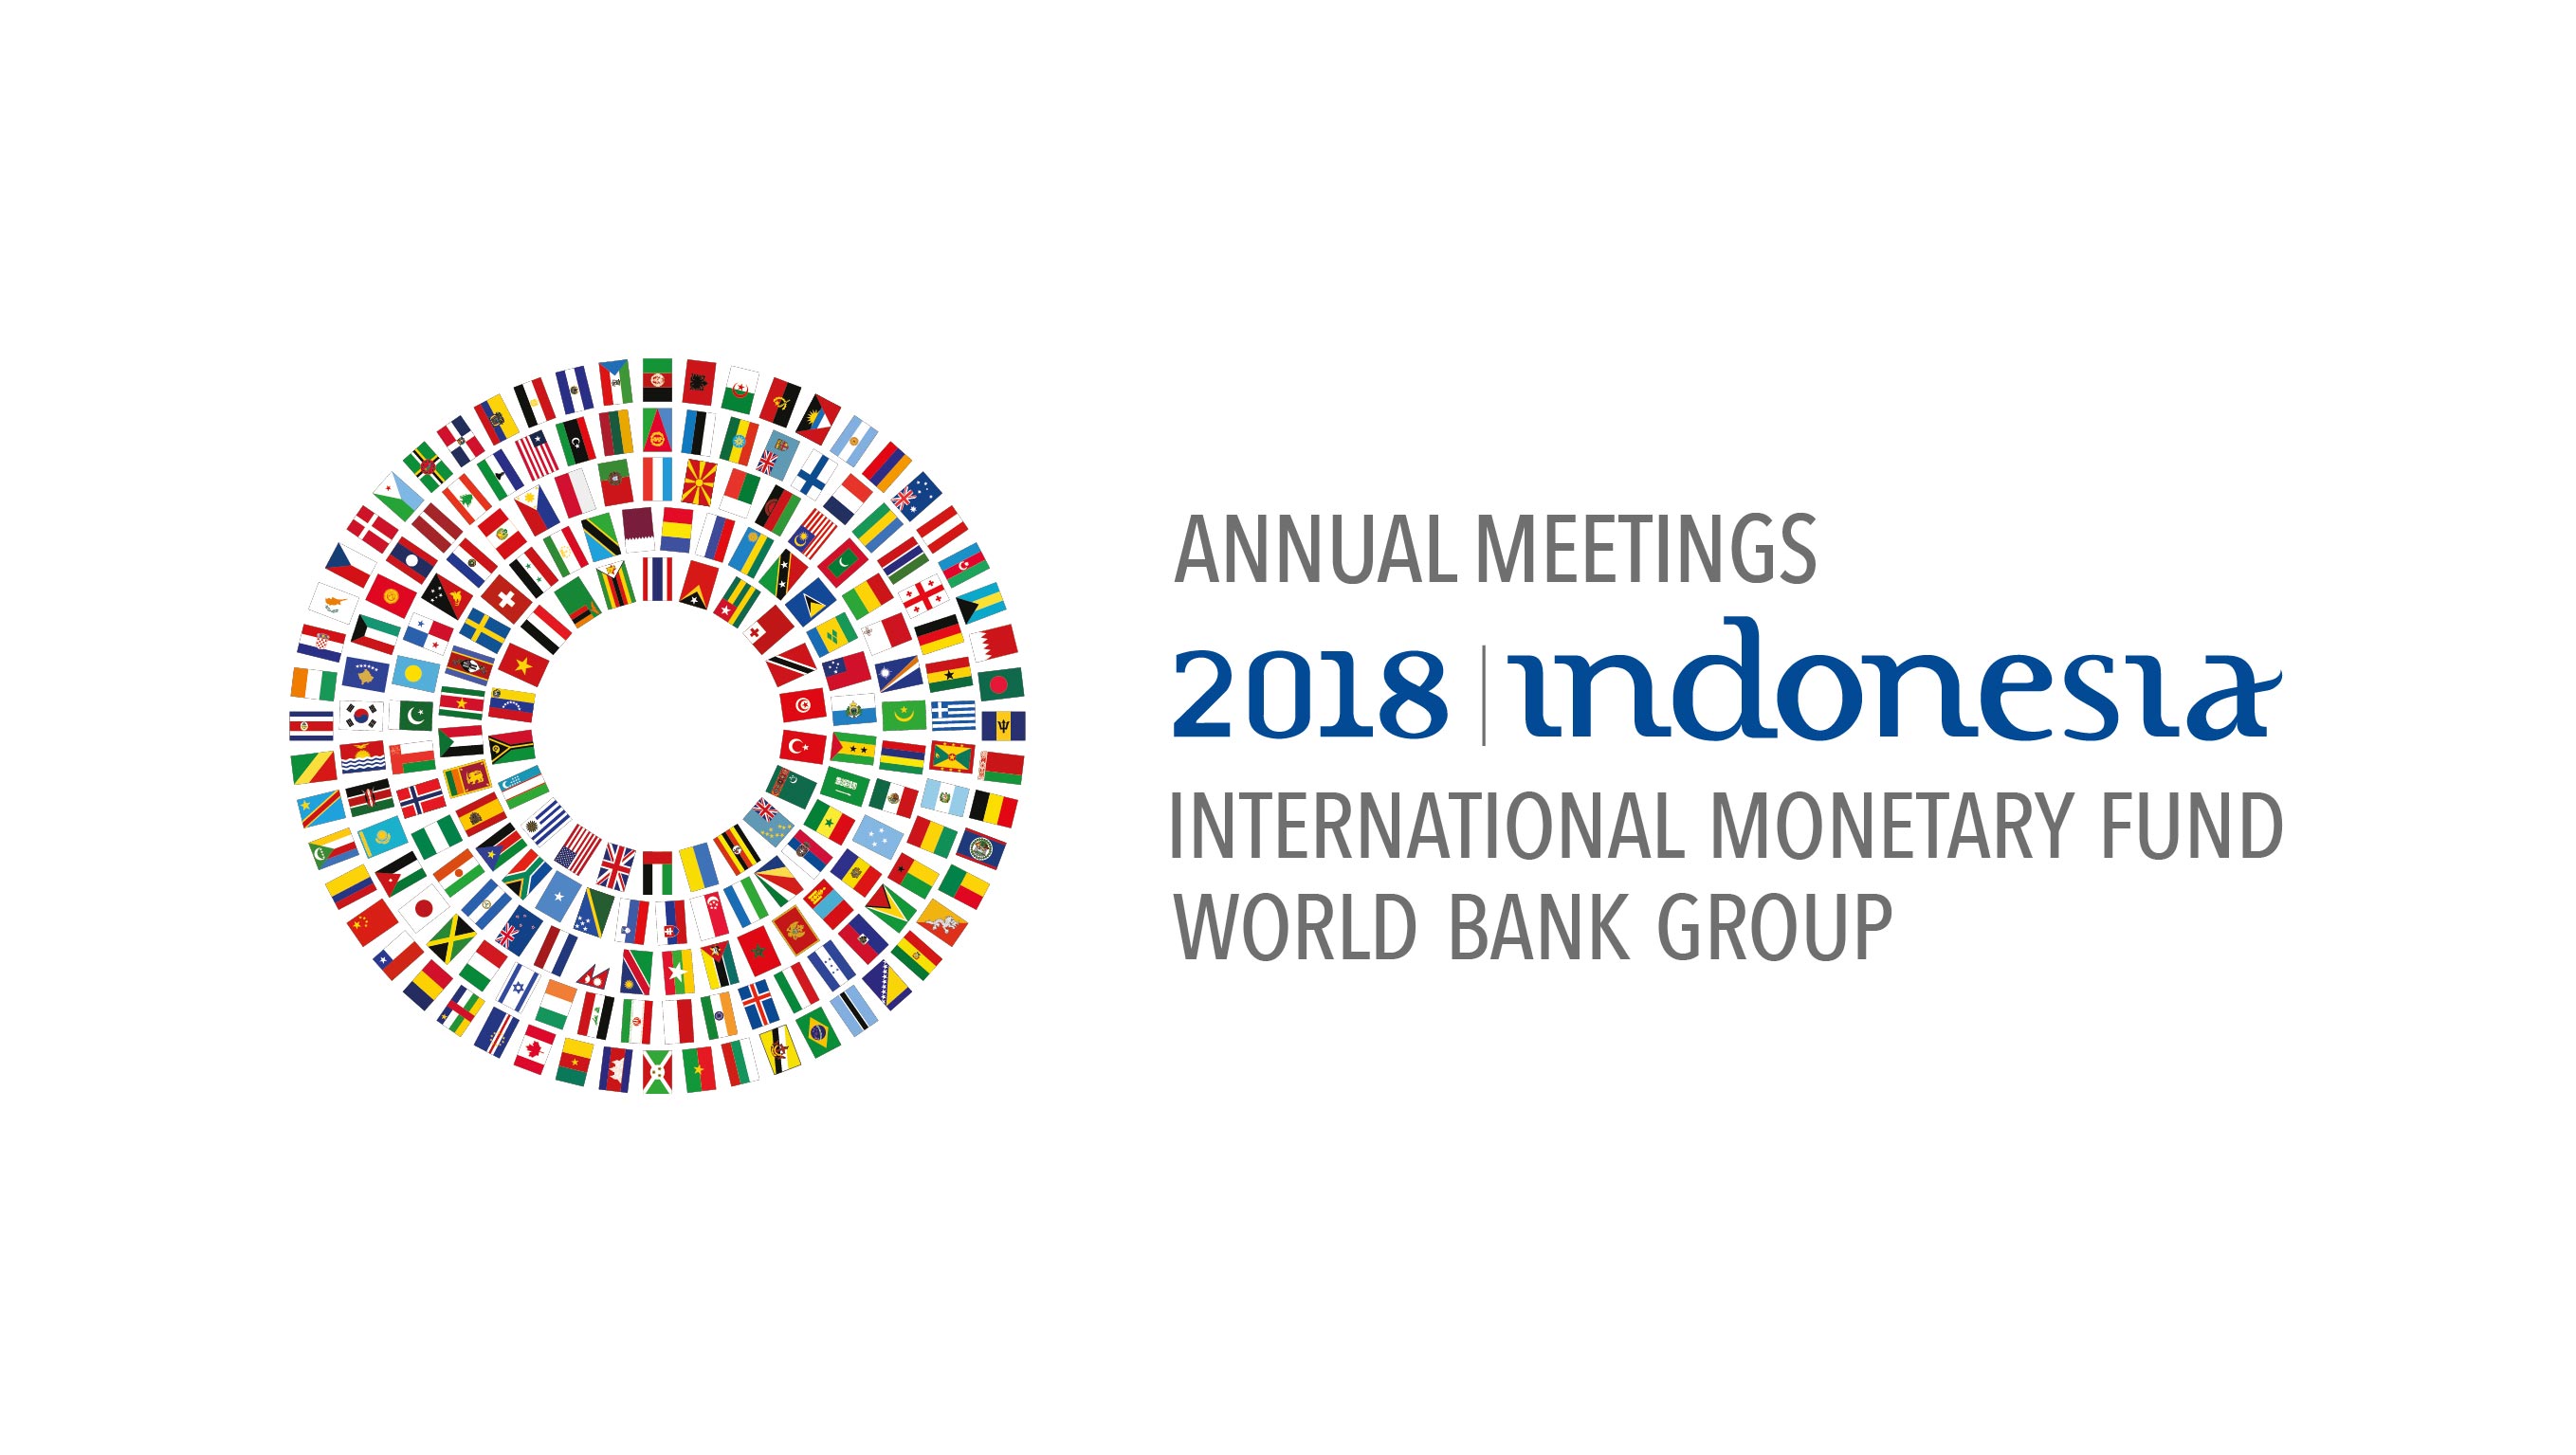 ANNUAL MEETINGS
2018 | indonesia
INTERNATIONAL MONETARY FUND
WORLD BANK GROUP